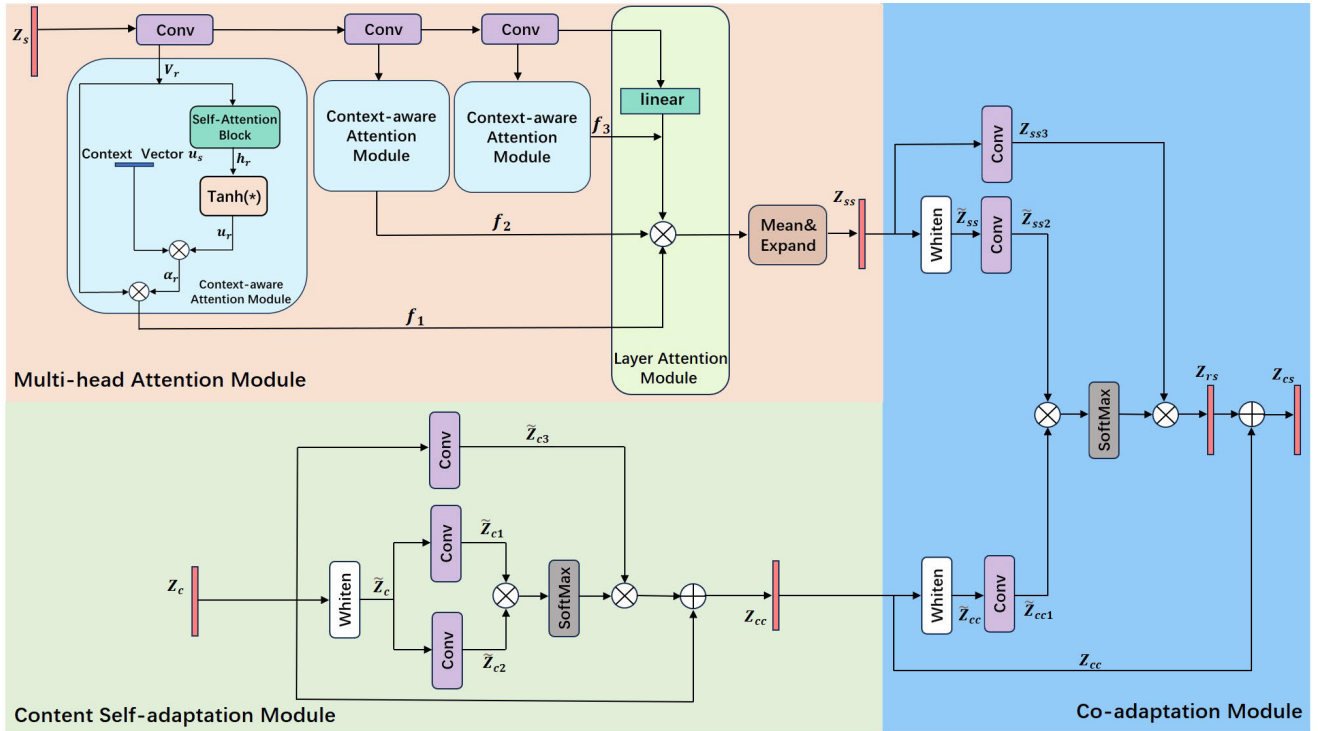 Z_s
Conv
Conv
Conv
V_r
Self-Attention
Block
Context Vector u_s
h_r
Tanh(*)
u_r
α_r
Context-aware
Attention Module
Context-aware
Attention
Module
Context-aware
Attention
Module
f_3
linear
f_2
f_1
Layer Attention
Module
Mean&
Expand
Z_ss
Multi-head Attention Module
Conv
Z_ss3
Whiten
Z̃_ss
Conv
Z̃_ss2
SoftMax
Z_rs
Z_cs
Whiten
Z̃_cc
Conv
Z̃_cc1
Z_cc
Co-adaptation Module
Z_c
Whiten
Z̃_c
Conv
Z̃_c3
Conv
Z̃_c1
Conv
Z̃_c2
SoftMax
Z_cc
Content Self-adaptation Module